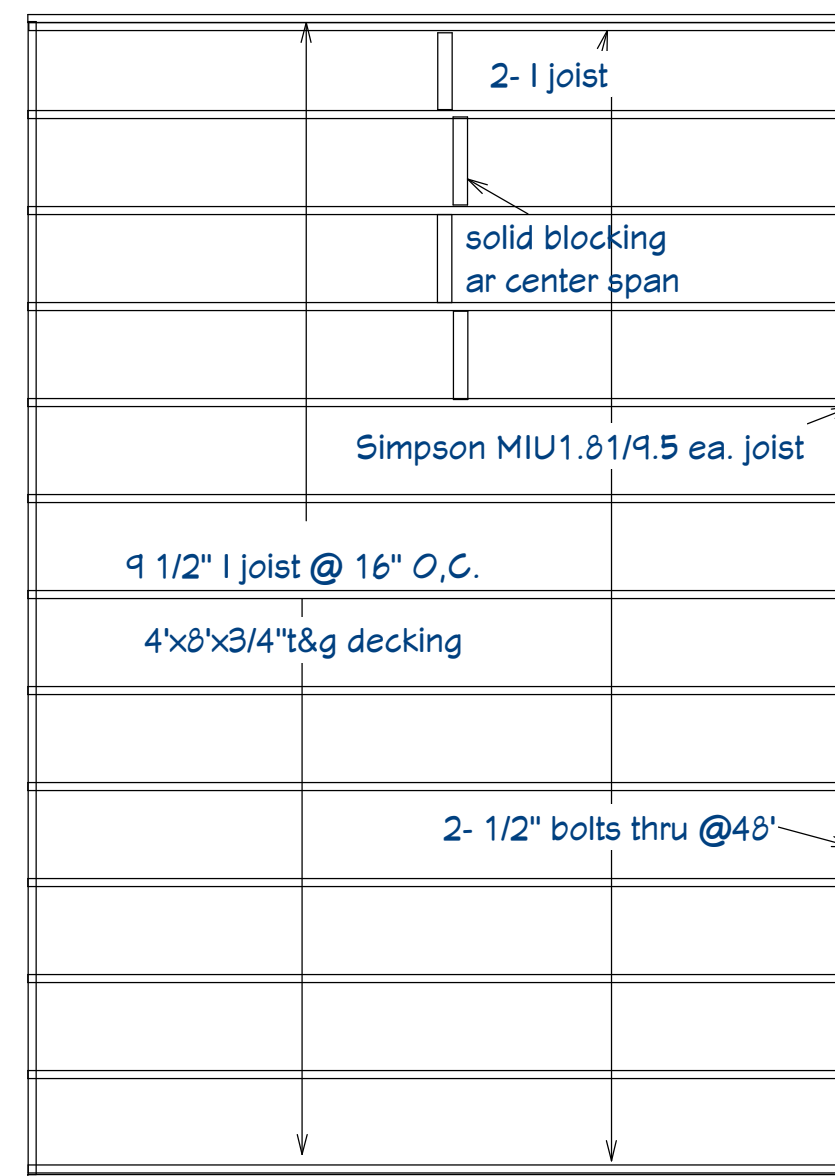 2- I joist
solid blocking
ar center span
Simpson MIU1.81/9.5 ea. joist
9 1/2" I joist @ 16" O,C.
4'x8'x3/4"t&g decking
2- 1/2" bolts thru @48'